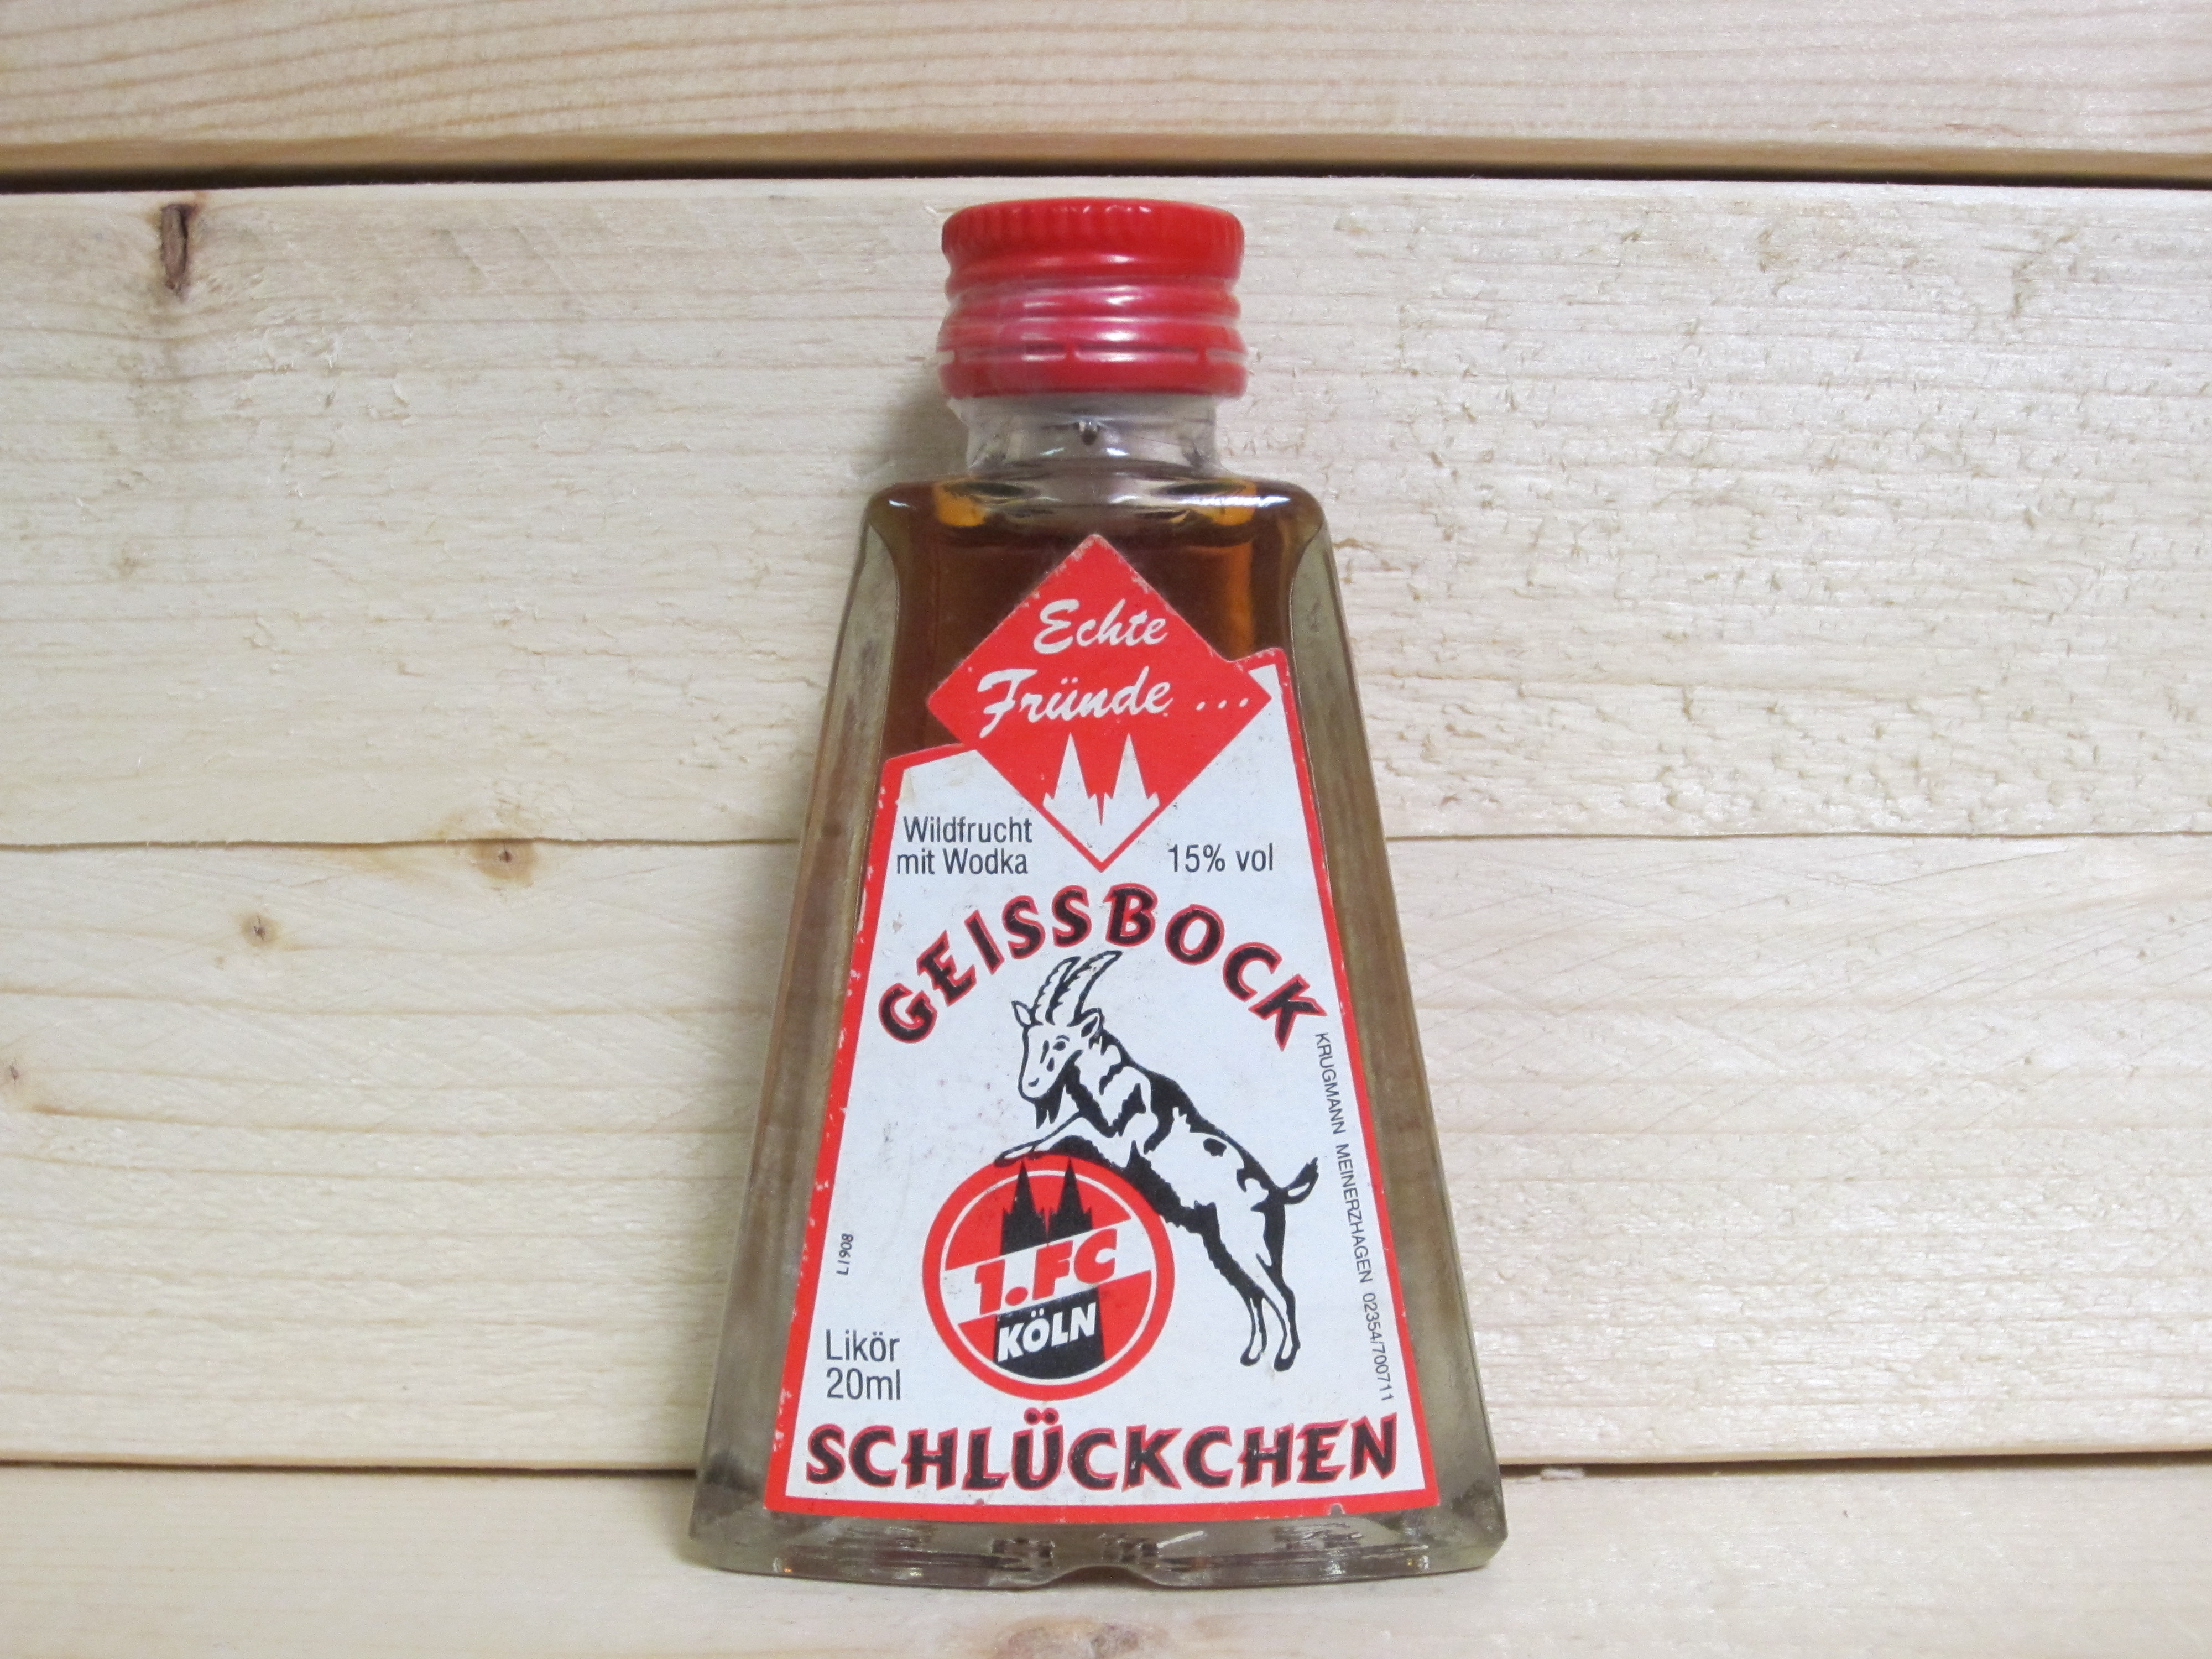 Echte
Fründe ...
Wildfrucht
mit Wodka
15% vol
GEISSBOCK
KRUGMANN MEINERZHAGEN 02354/700711
1.FC
KÖLN
L1908
Likör
20ml
SCHLÜCKCHEN